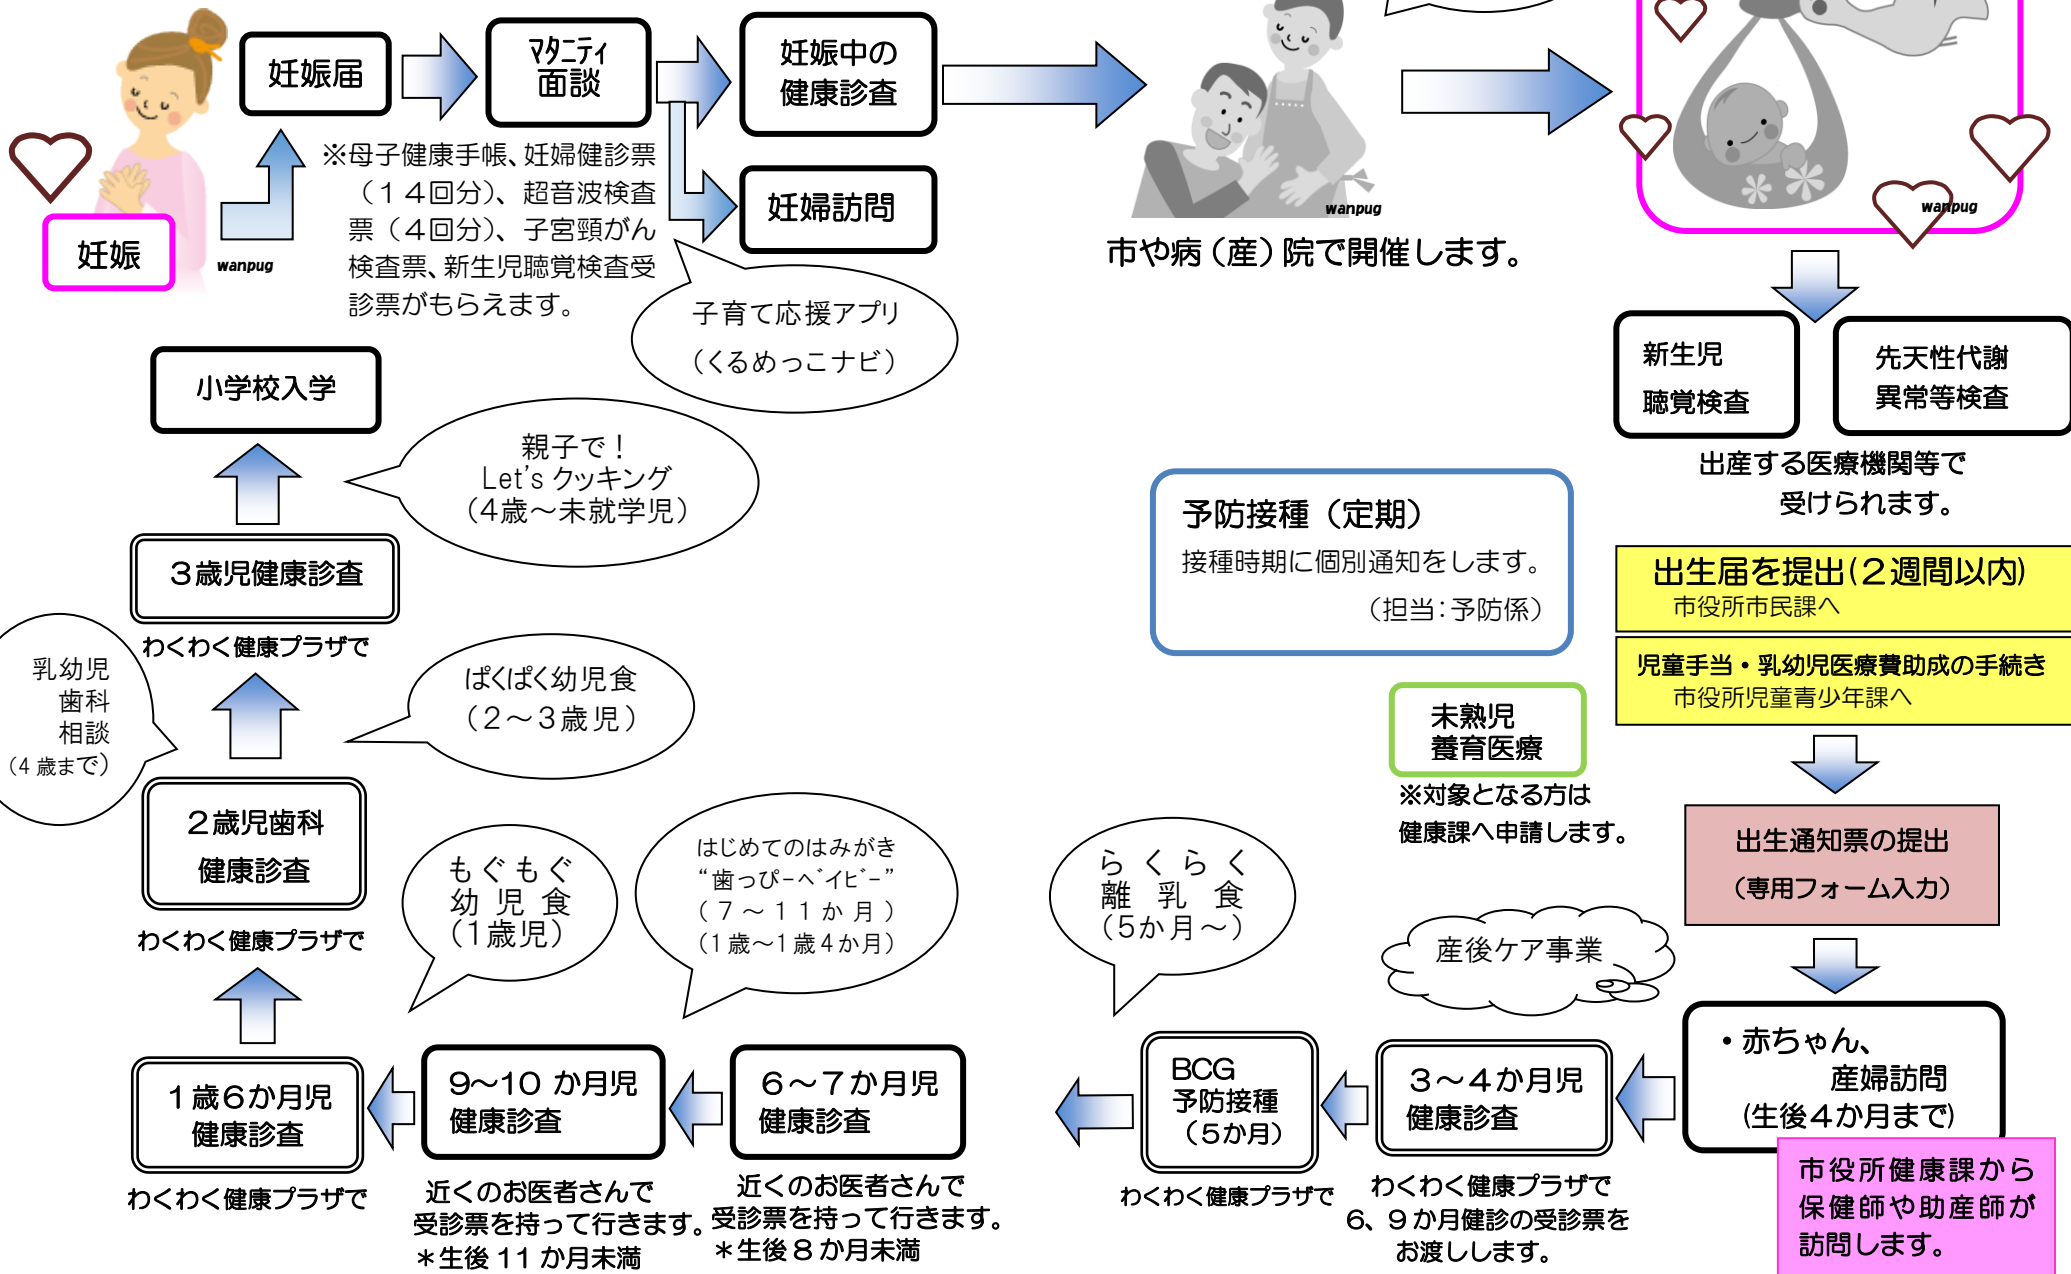 妊娠
wanpug
妊娠届
マタニティ
面談
※母子健康手帳、妊婦健診票
（１４回分）、超音波検査
票（４回分）、子宮頸がん
検査票、新生児聴覚検査受
診票がもらえます。
妊娠中の
健康診査
妊婦訪問
子育て応援アプリ
（くるめっこナビ）
wanpug
市や病（産）院で開催します。
wanpug
新生児
聴覚検査
先天性代謝
異常等検査
出産する医療機関等で
受けられます。
出生届を提出(２週間以内)
市役所市民課へ
児童手当・乳幼児医療費助成の手続き
市役所児童青少年課へ
予防接種（定期）
接種時期に個別通知をします。
（担当：予防係）
未熟児
養育医療
※対象となる方は
健康課へ申請します。
出生通知票の提出
（専用フォーム入力）
・赤ちゃん、
産婦訪問
(生後４か月まで)
市役所健康課から
保健師や助産師が
訪問します。
産後ケア事業
３～４か月児
健康診査
わくわく健康プラザで
６、９か月健診の受診票を
お渡しします。
らくらく
離乳食
（5か月～）
BCG
予防接種
（5か月）
わくわく健康プラザで
６～７か月児
健康診査
近くのお医者さんで
受診票を持って行きます。
＊生後８か月未満
はじめてのはみがき
“歯っぴーベイビー”
（７～１１か月）
（１歳～１歳４か月）
9～10 か月児
健康診査
近くのお医者さんで
受診票を持って行きます。
＊生後 11 か月未満
もぐもぐ
幼児食
（1歳児）
１歳６か月児
健康診査
わくわく健康プラザで
２歳児歯科
健康診査
わくわく健康プラザで
乳幼児
歯科
相談
（4 歳まで）
ぱくぱく幼児食
（２～３歳児）
３歳児健康診査
わくわく健康プラザで
親子で！
Let’s クッキング
（4歳～未就学児）
小学校入学